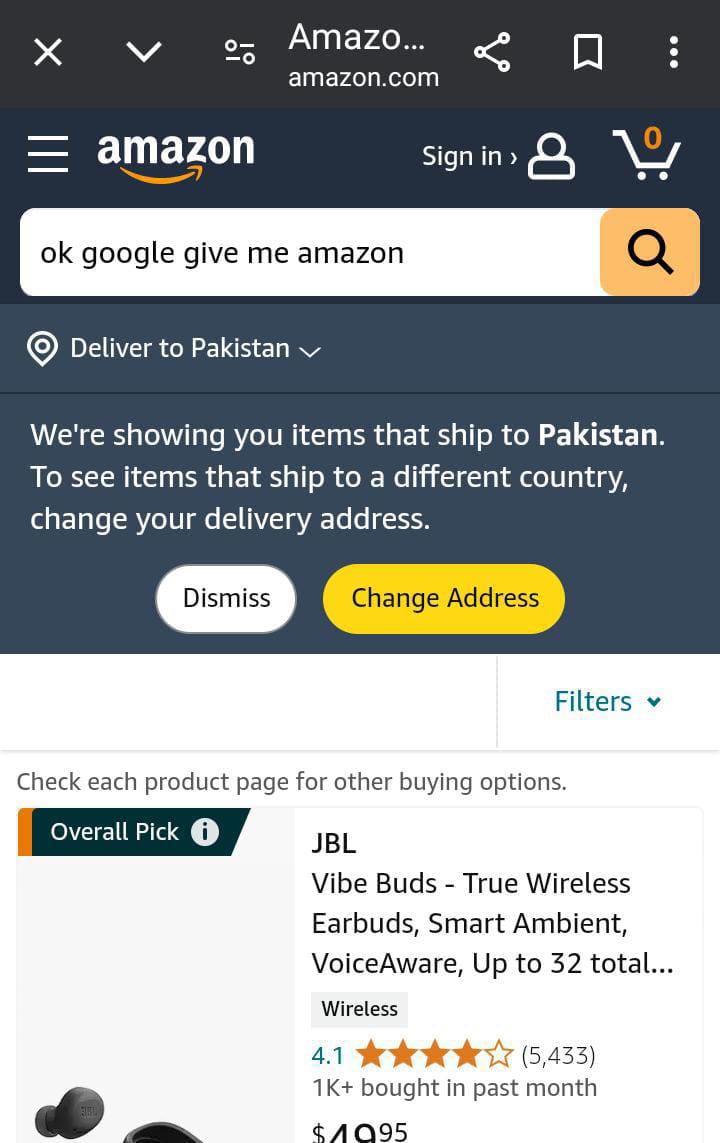 Amazo...
amazon.com
amazon
Sign in ›
0
ok google give me amazon
Deliver to Pakistan
We're showing you items that ship to Pakistan.
To see items that ship to a different country,
change your delivery address.
Dismiss
Change Address
Filters
Check each product page for other buying options.
Overall Pick
JBL
Vibe Buds - True Wireless
Earbuds, Smart Ambient,
VoiceAware, Up to 32 total...
Wireless
4.1 (5,433)
1K+ bought in past month
JBL
$4995